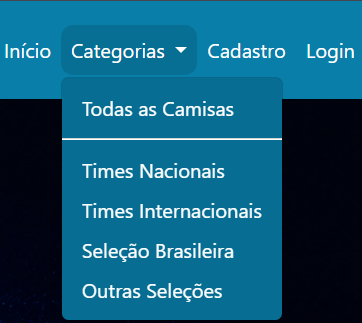 Início Categorias Cadastro Login
Todas as Camisas
Times Nacionais
Times Internacionais
Seleção Brasileira
Outras Seleções